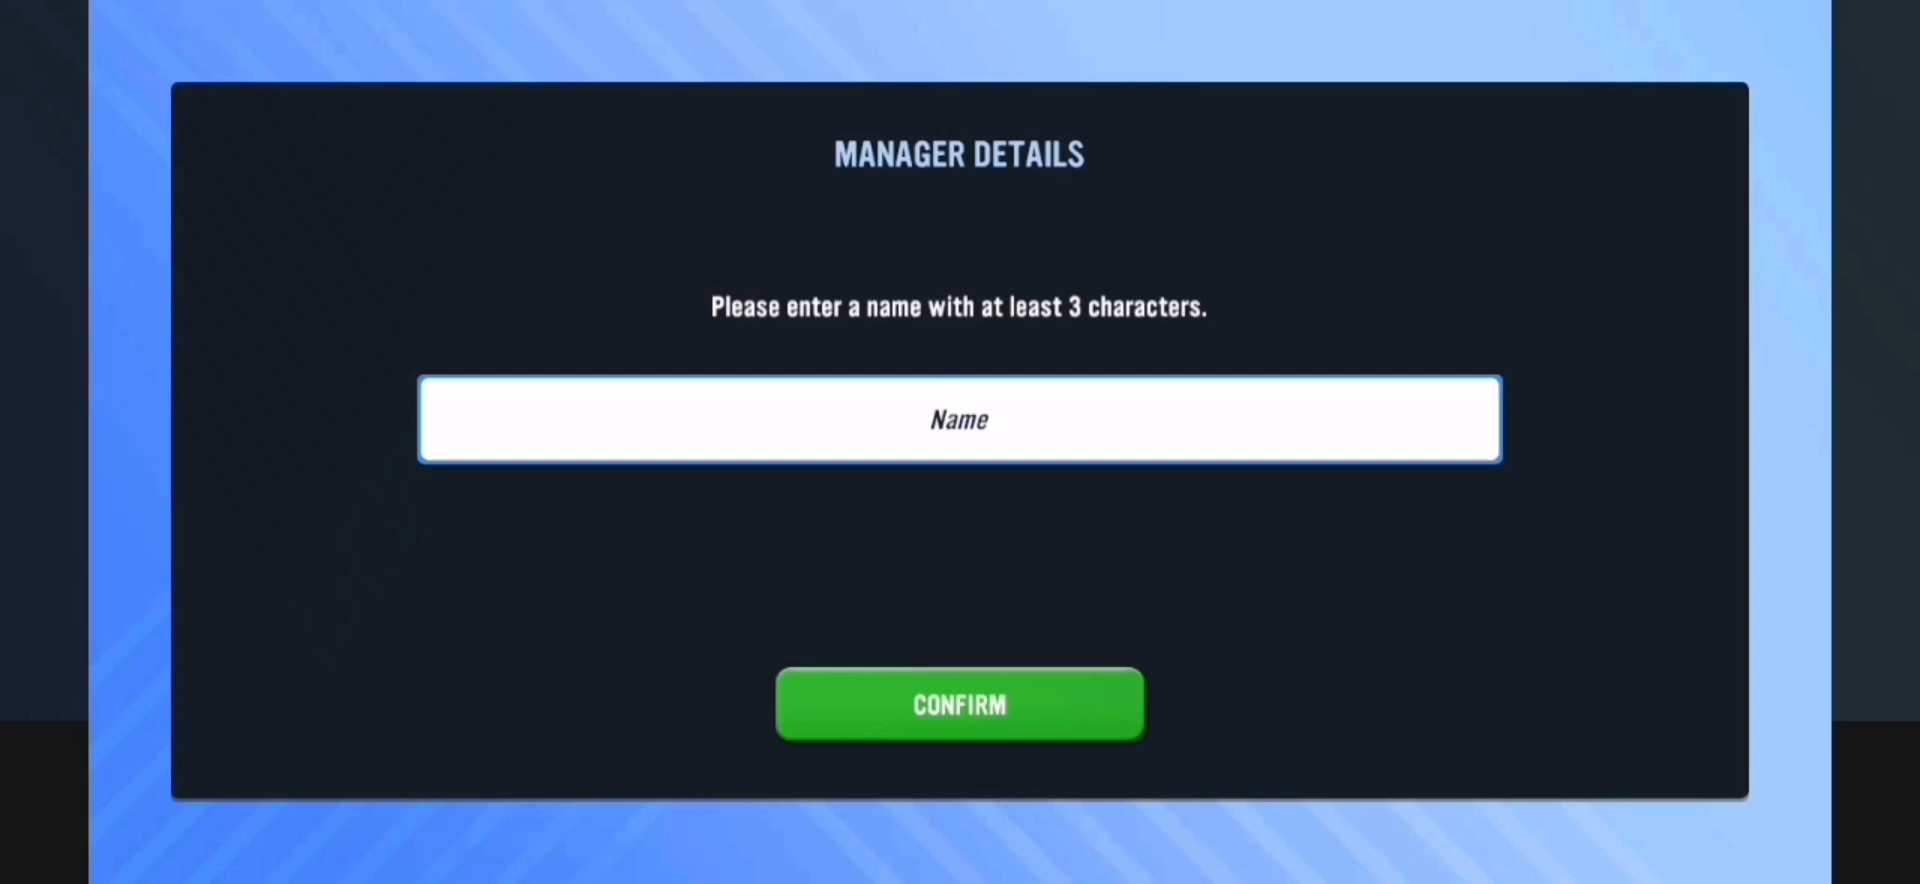 MANAGER DETAILS
Please enter a name with at least 3 characters.
Name
CONFIRM